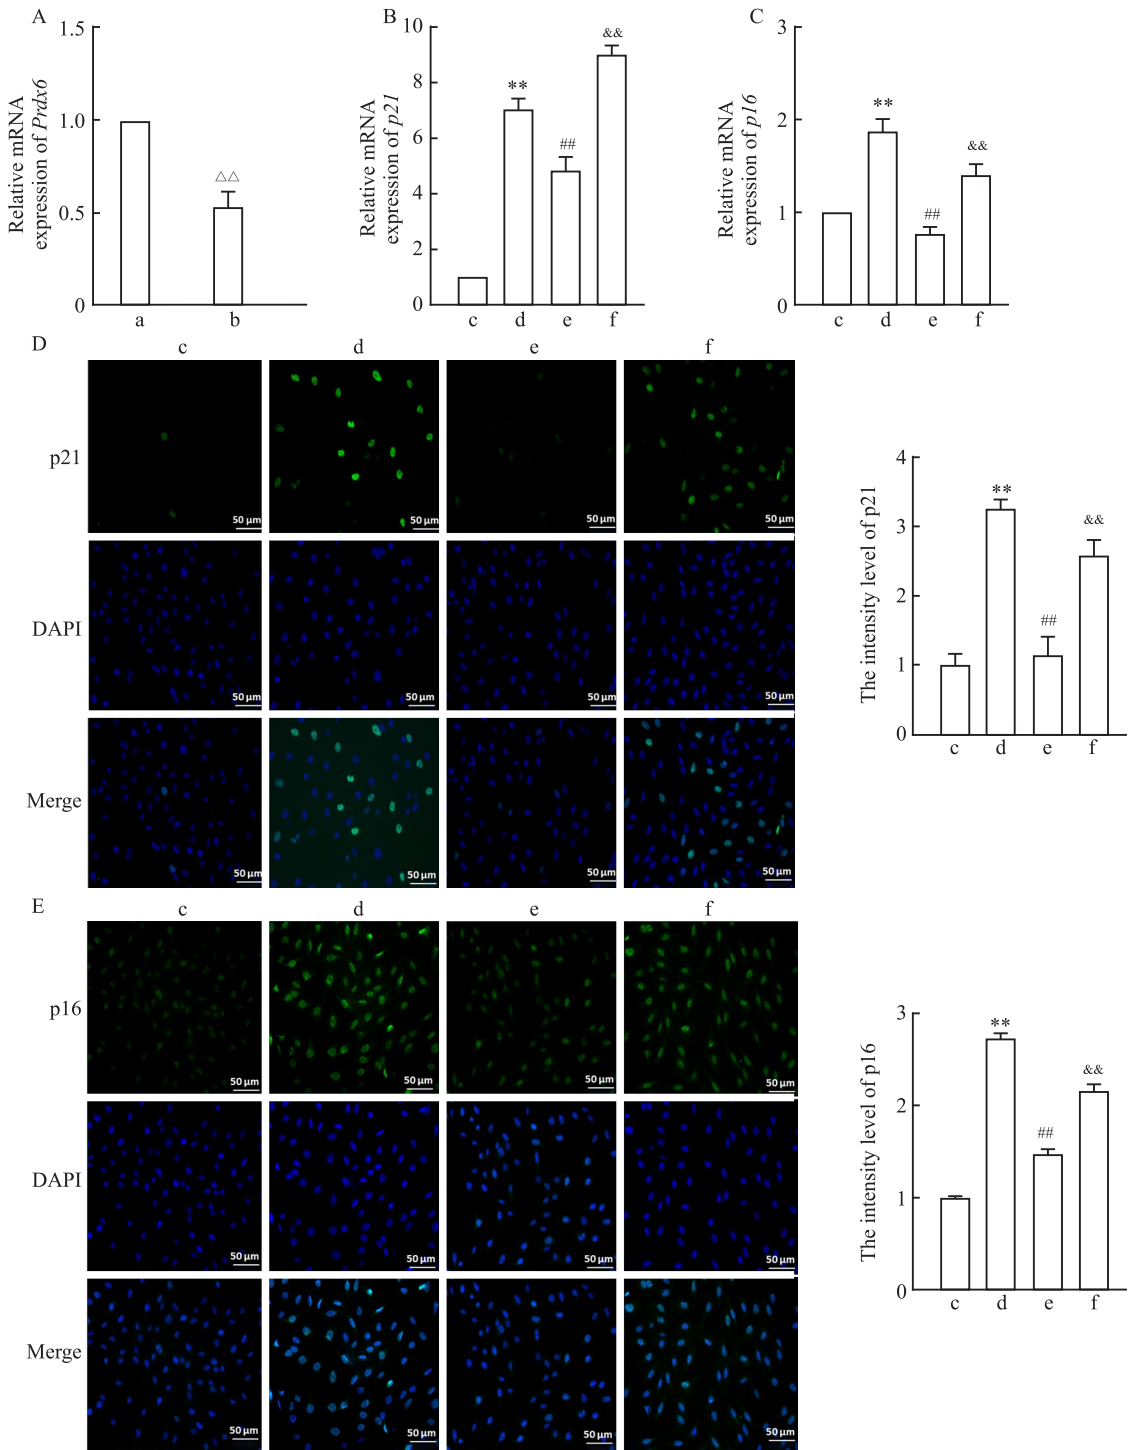 A
1.5
1.0
0.5
0
Relative mRNA
expression of Prdx6
△△
a
b
B
10
8
6
4
2
0
Relative mRNA
expression of p21
**
##
&&
c
d
e
f
C
3
2
1
0
Relative mRNA
expression of p16
**
##
&&
c
d
e
f
D
c
d
e
f
p21
50 μm
50 μm
50 μm
50 μm
DAPI
50 μm
50 μm
50 μm
50 μm
Merge
50 μm
50 μm
50 μm
50 μm
4
3
2
1
0
The intensity level of p21
**
##
&&
c
d
e
f
E
c
d
e
f
p16
50 μm
50 μm
50 μm
50 μm
DAPI
50 μm
50 μm
50 μm
50 μm
Merge
50 μm
50 μm
50 μm
50 μm
3
2
1
0
The intensity level of p16
**
##
&&
c
d
e
f